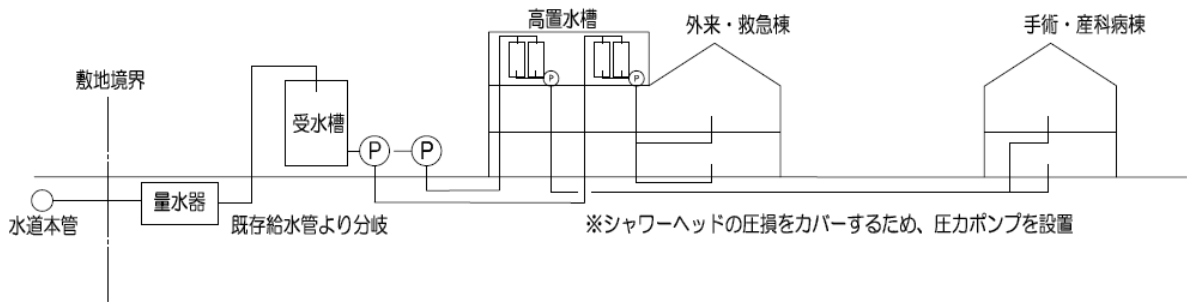 高置水槽
外来・救急棟
手術・産科病棟
敷地境界
受水槽
P
P
P
P
量水器
水道本管
既存給水管より分岐
※シャワーヘッドの圧損をカバーするため、圧力ポンプを設置